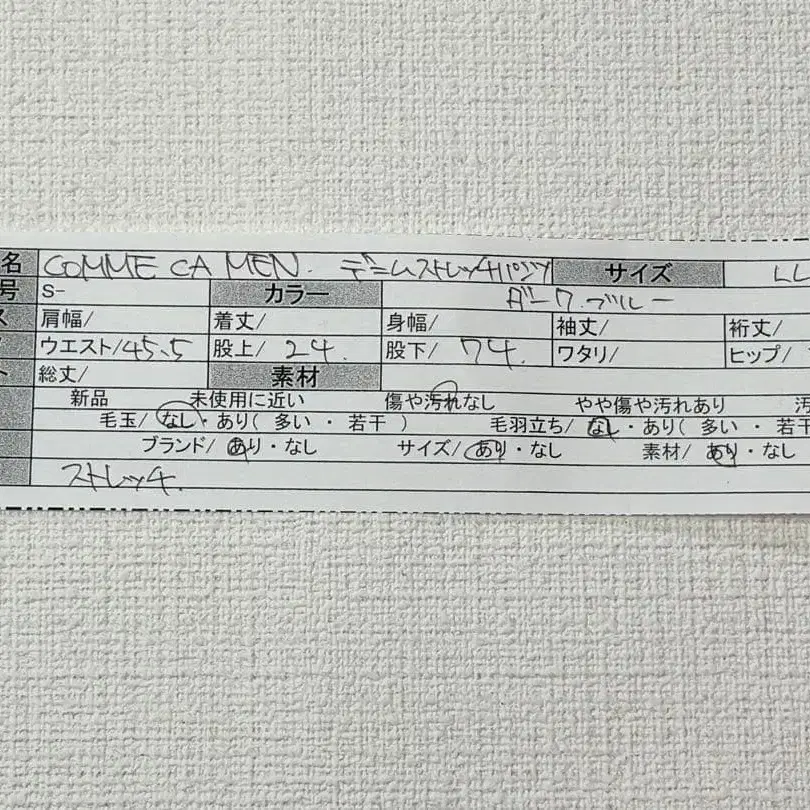 名 COMME CA MEN. デニムストレッチパンツ サイズ LL
号 S- カラー ダークブルー
ス 肩幅/ 着丈/ 身幅/ 袖丈/ 裄丈/
ウエスト/45.5 股上/ 24. 股下/ 74. ワタリ/ ヒップ/
ト 総丈/ 素材
新品 未使用に近い 傷や汚れなし やや傷や汚れあり 汚
毛玉/ なし・あり( 多い ・ 若干 ) 毛羽立ち/ なし・あり( 多い ・ 若干
ブランド/ あり・なし サイズ/ あり・なし 素材/ あり・なし
ストレッチ.